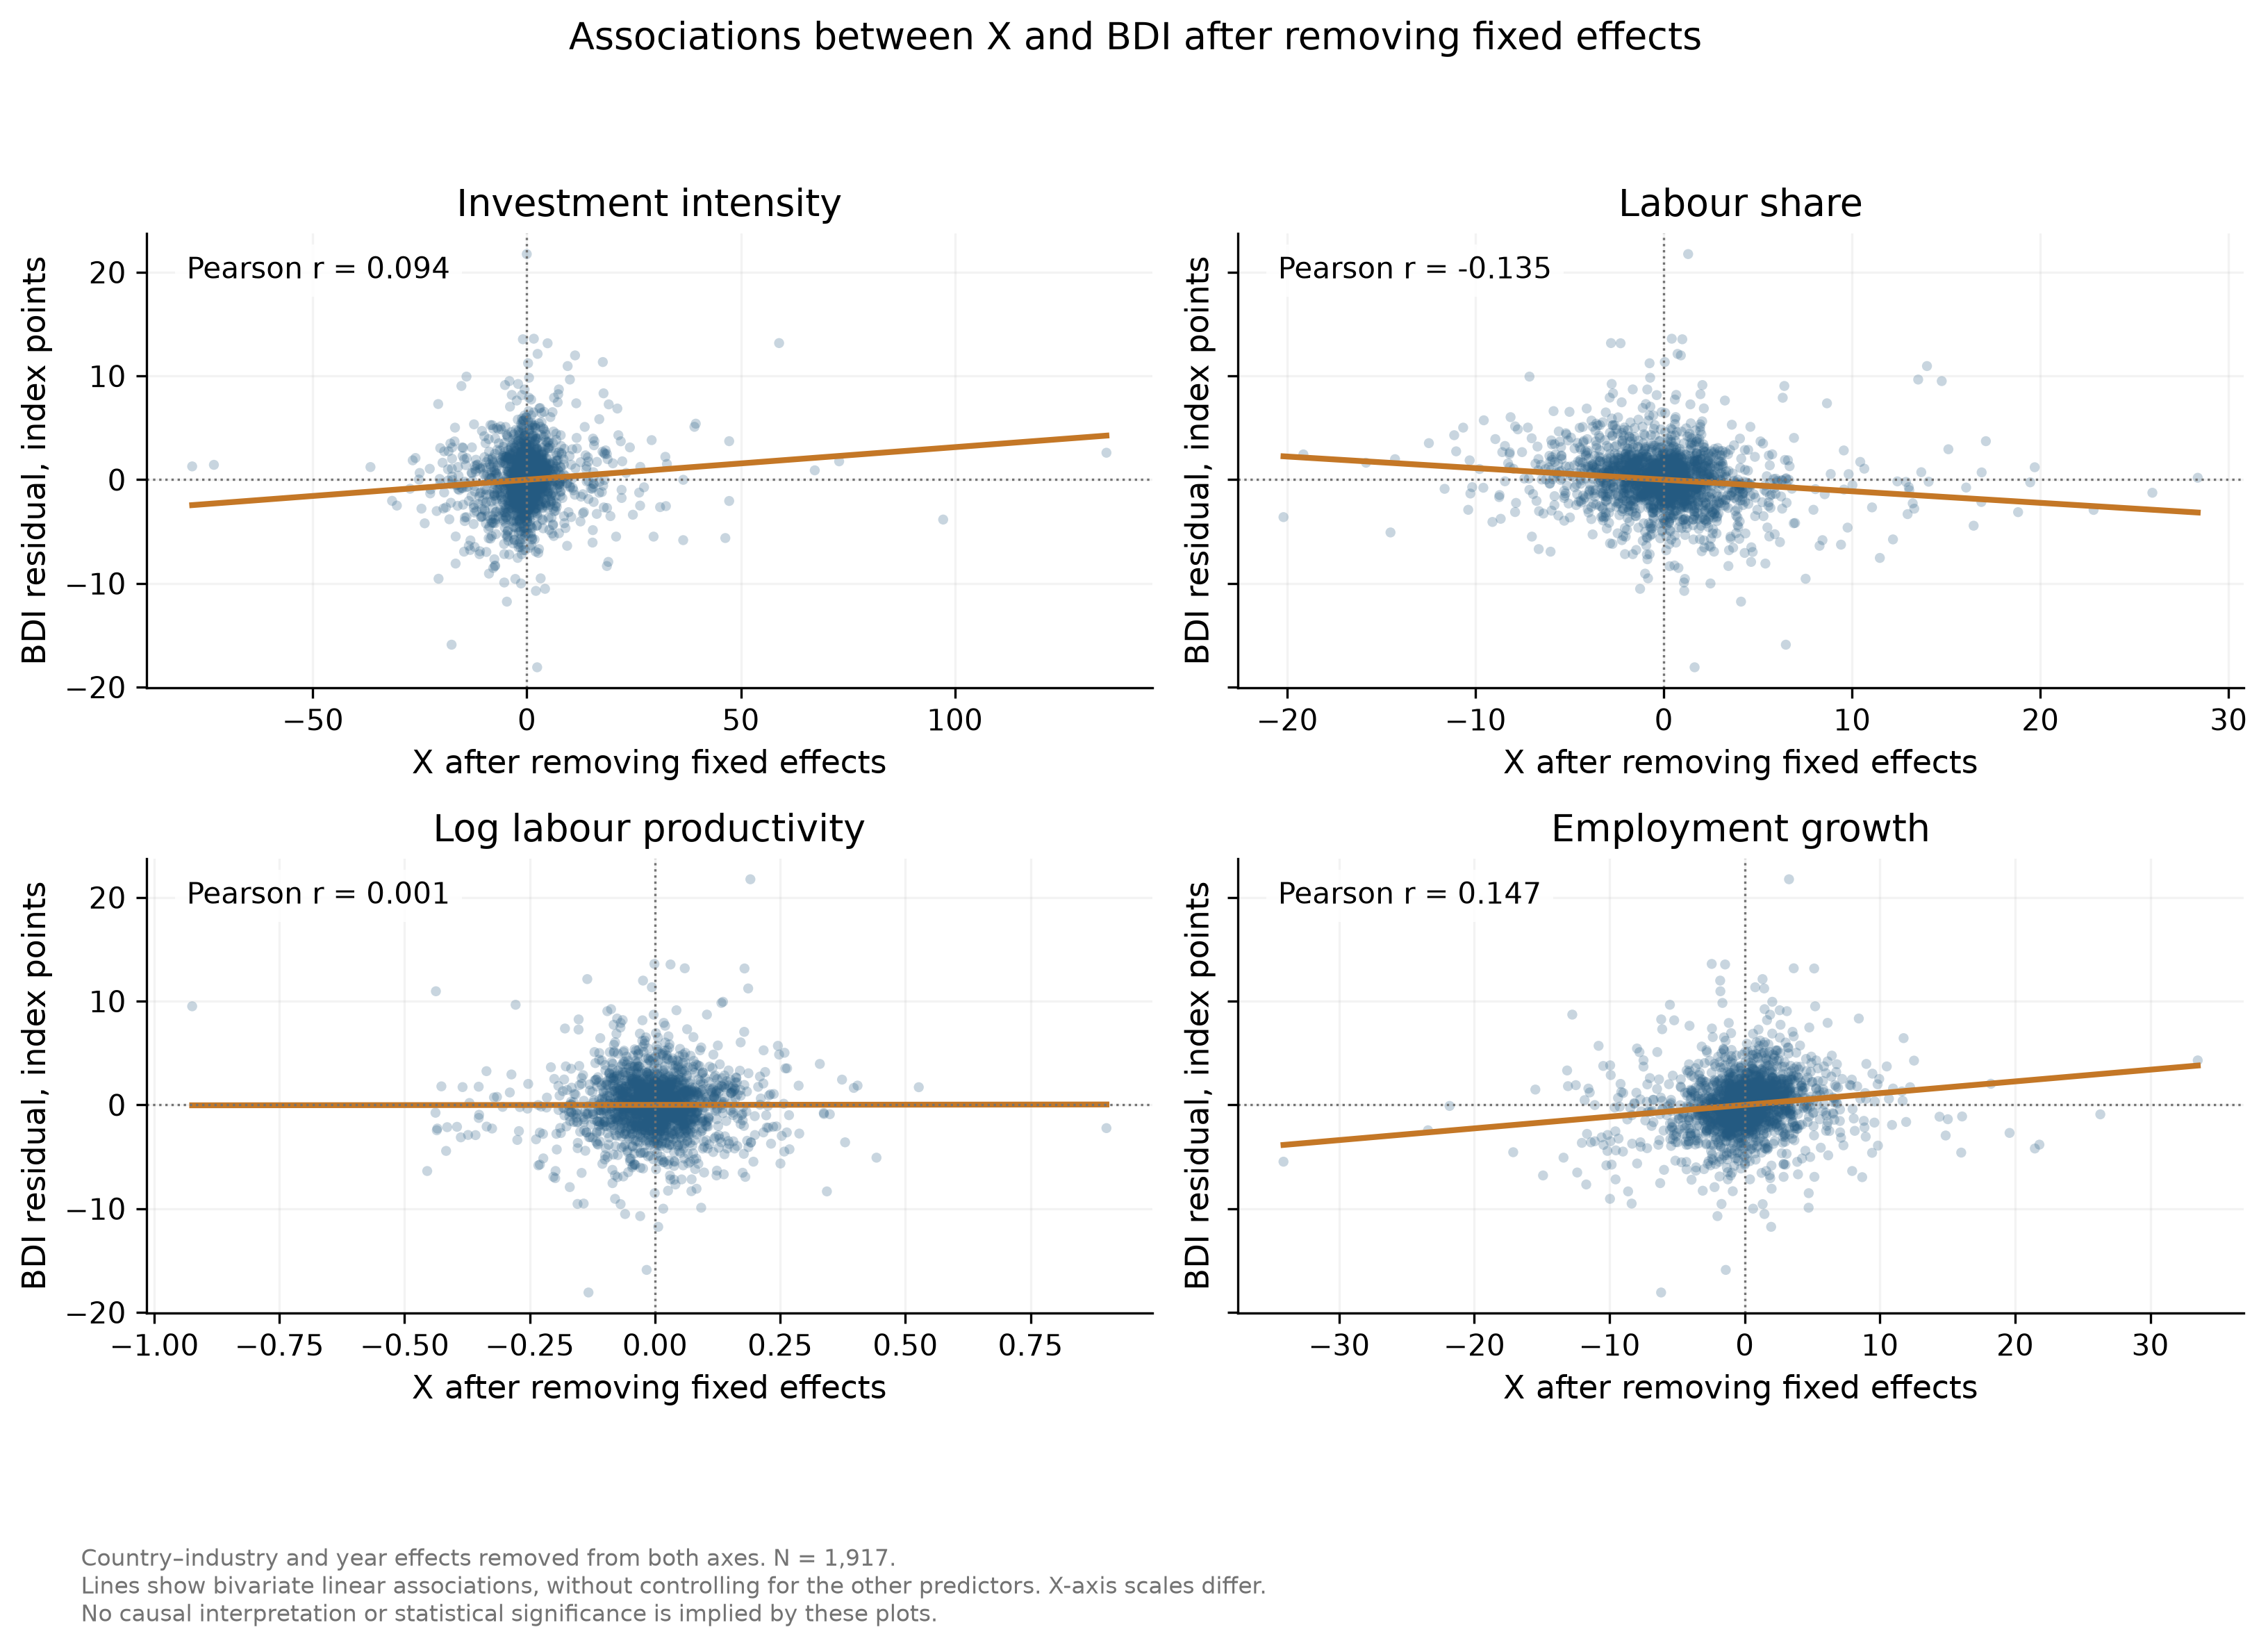 Associations between X and BDI after removing fixed effects
Investment intensity
Pearson r = 0.094
BDI residual, index points
20
10
0
−10
−20
−50
0
50
100
X after removing fixed effects
Labour share
Pearson r = -0.135
BDI residual, index points
−20
−10
0
10
20
30
X after removing fixed effects
Log labour productivity
Pearson r = 0.001
BDI residual, index points
20
10
0
−10
−20
−1.00
−0.75
−0.50
−0.25
0.00
0.25
0.50
0.75
X after removing fixed effects
Employment growth
Pearson r = 0.147
BDI residual, index points
−30
−20
−10
0
10
20
30
X after removing fixed effects
Country–industry and year effects removed from both axes. N = 1,917.
Lines show bivariate linear associations, without controlling for the other predictors. X-axis scales differ.
No causal interpretation or statistical significance is implied by these plots.